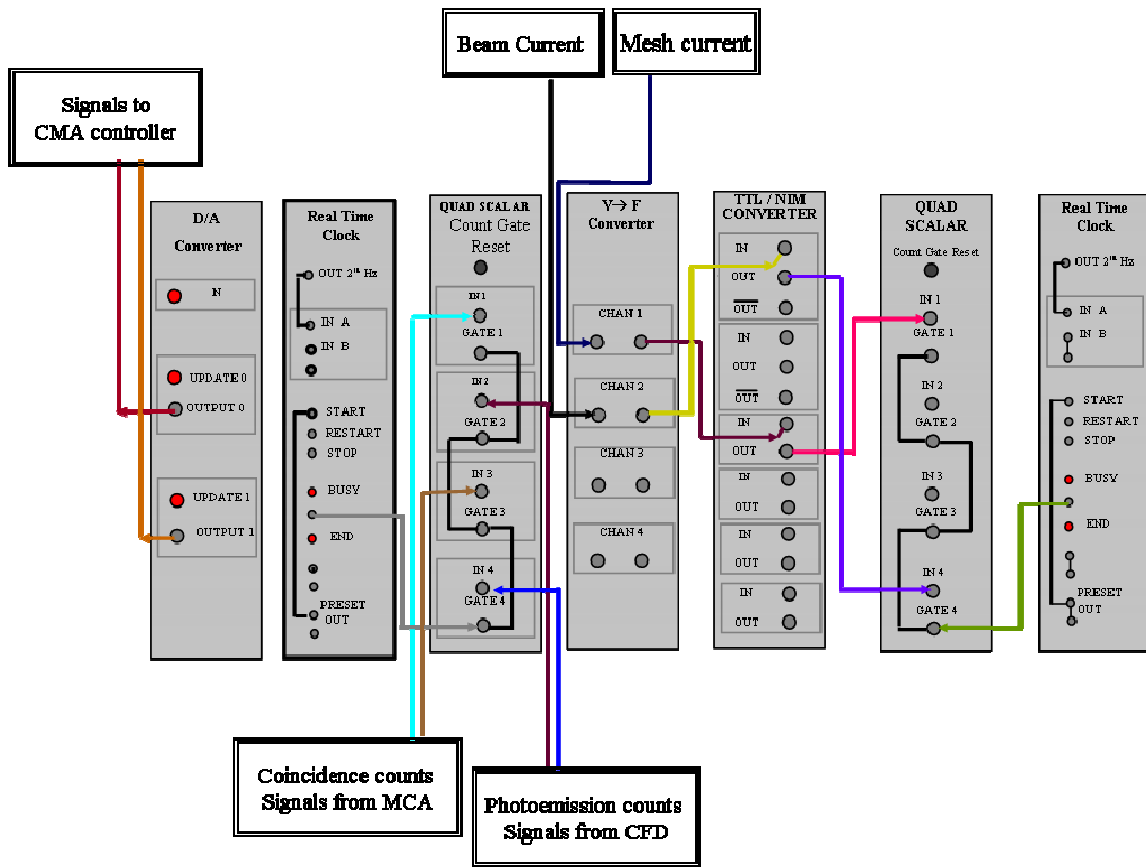 Beam Current
Mesh current
Signals to
CMA controller
D/A
Converter
IN
UPDATE 0
OUTPUT 0
UPDATE 1
OUTPUT 1
Real Time
Clock
OUT 2ⁿᵗʰ Hz
IN A
IN B
START
RESTART
STOP
BUSY
END
PRESET
OUT
QUAD SCALAR
Count Gate
Reset
IN 1
GATE 1
IN 2
GATE 2
IN 3
GATE 3
IN 4
GATE 4
Y→ F
Converter
CHAN 1
CHAN 2
CHAN 3
CHAN 4
TTL / NIM
CONVERTER
IN
OUT
OUT
IN
OUT
OUT
IN
OUT
IN
OUT
IN
OUT
IN
OUT
QUAD
SCALAR
Count Gate Reset
IN 1
GATE 1
IN 2
GATE 2
IN 3
GATE 3
IN 4
GATE 4
Real Time
Clock
OUT 2ⁿᵗʰ Hz
IN A
IN B
START
RESTART
STOP
BUSY
END
PRESET
OUT
Coincidence counts
Signals from MCA
Photoemission counts
Signals from CFD